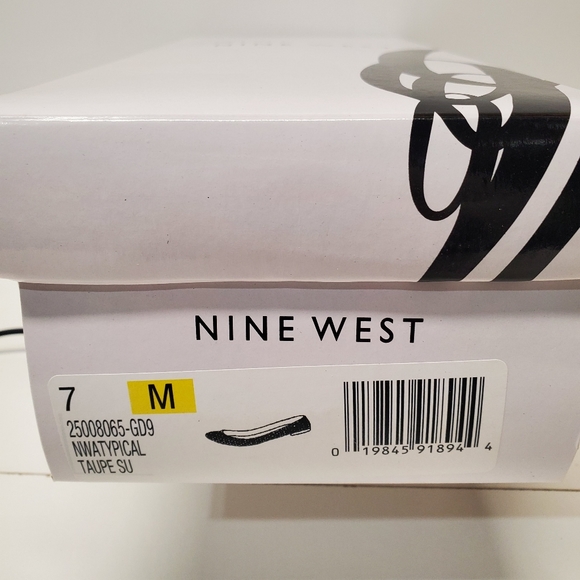 NINE WEST
7 M
25008065-GD9
NWATYPICAL
TAUPE SU
0 19845 91894 4